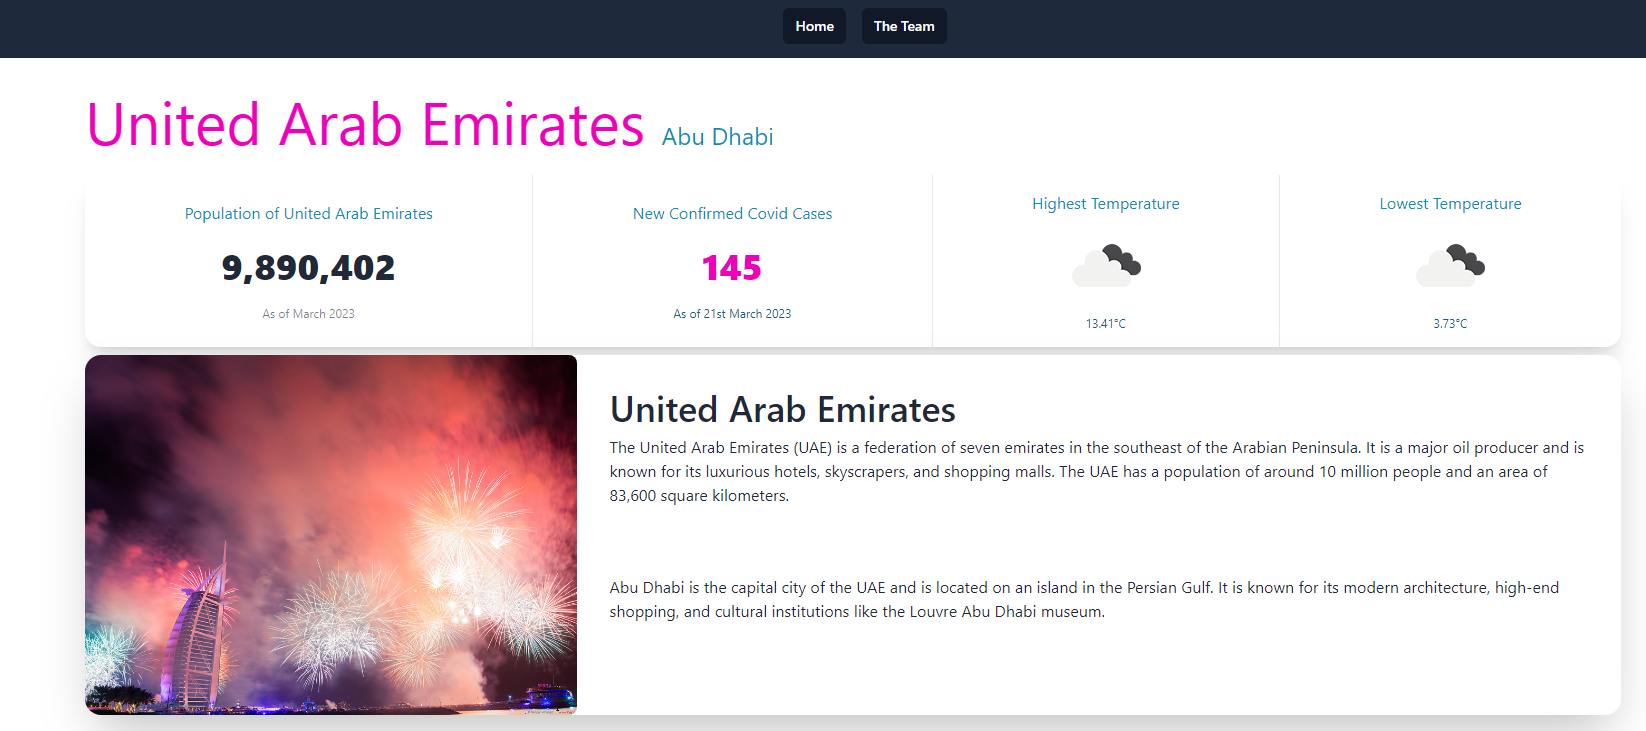 Home The Team
United Arab Emirates Abu Dhabi
Population of United Arab Emirates
9,890,402
As of March 2023
New Confirmed Covid Cases
145
As of 21st March 2023
Highest Temperature
13.41°C
Lowest Temperature
3.73°C
United Arab Emirates
The United Arab Emirates (UAE) is a federation of seven emirates in the southeast of the Arabian Peninsula. It is a major oil producer and is
known for its luxurious hotels, skyscrapers, and shopping malls. The UAE has a population of around 10 million people and an area of
83,600 square kilometers.
Abu Dhabi is the capital city of the UAE and is located on an island in the Persian Gulf. It is known for its modern architecture, high-end
shopping, and cultural institutions like the Louvre Abu Dhabi museum.